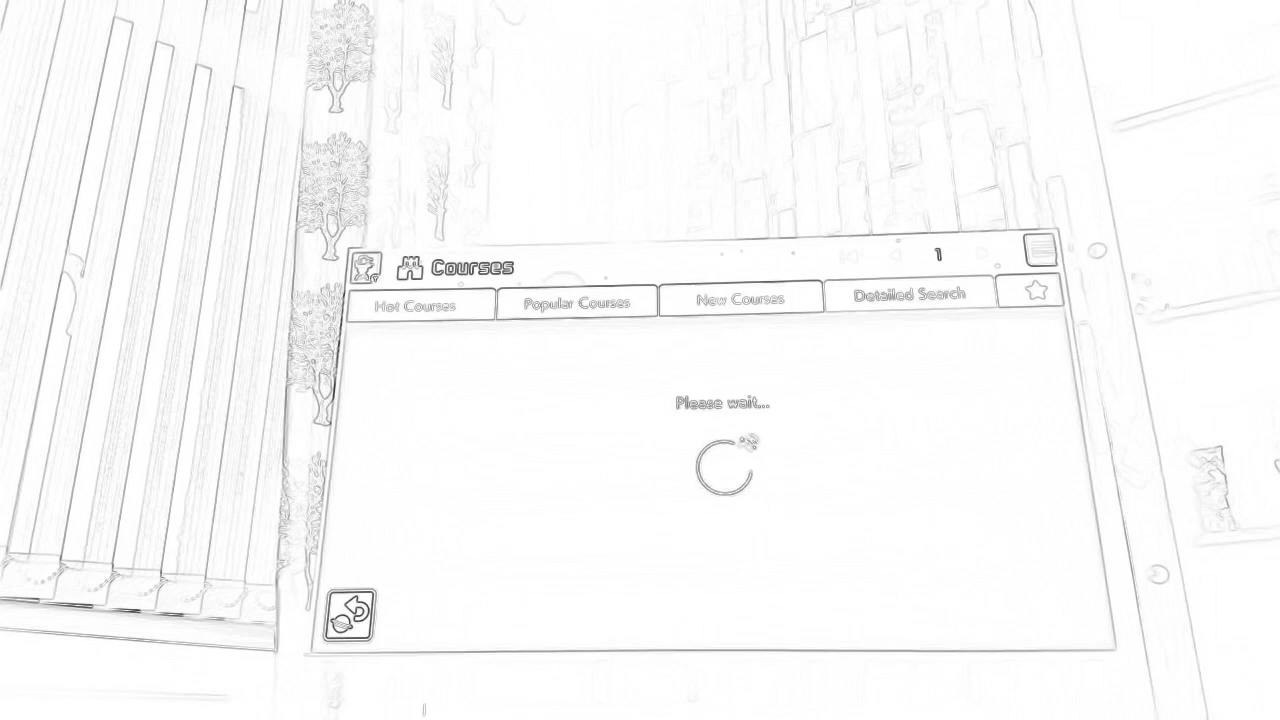 Courses
1
Hot Courses
Popular Courses
New Courses
Detailed Search
Please wait...